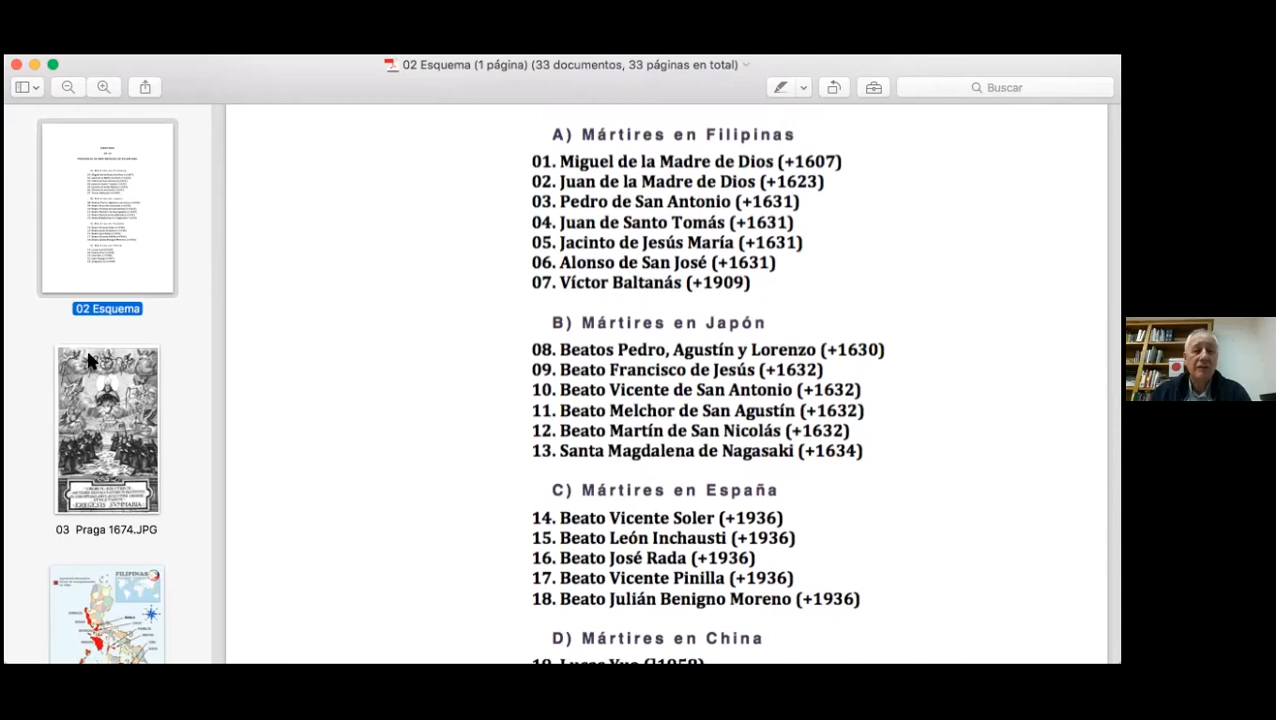 02 Esquema (1 página) (33 documentos, 33 páginas en total)
Buscar
A) Mártires en Filipinas
01. Miguel de la Madre de Dios (+1607)
02. Juan de la Madre de Dios (+1623)
03. Pedro de San Antonio (+1631)
04. Juan de Santo Tomás (+1631)
05. Jacinto de Jesús María (+1631)
06. Alonso de San José (+1631)
07. Víctor Baltanás (+1909)
B) Mártires en Japón
08. Beatos Pedro, Agustín y Lorenzo (+1630)
09. Beato Francisco de Jesús (+1632)
10. Beato Vicente de San Antonio (+1632)
11. Beato Melchor de San Agustín (+1632)
12. Beato Martín de San Nicolás (+1632)
13. Santa Magdalena de Nagasaki (+1634)
C) Mártires en España
14. Beato Vicente Soler (+1936)
15. Beato León Inchausti (+1936)
16. Beato José Rada (+1936)
17. Beato Vicente Pinilla (+1936)
18. Beato Julián Benigno Moreno (+1936)
D) Mártires en China
02 Esquema
03 Praga 1674.JPG
FILIPINAS